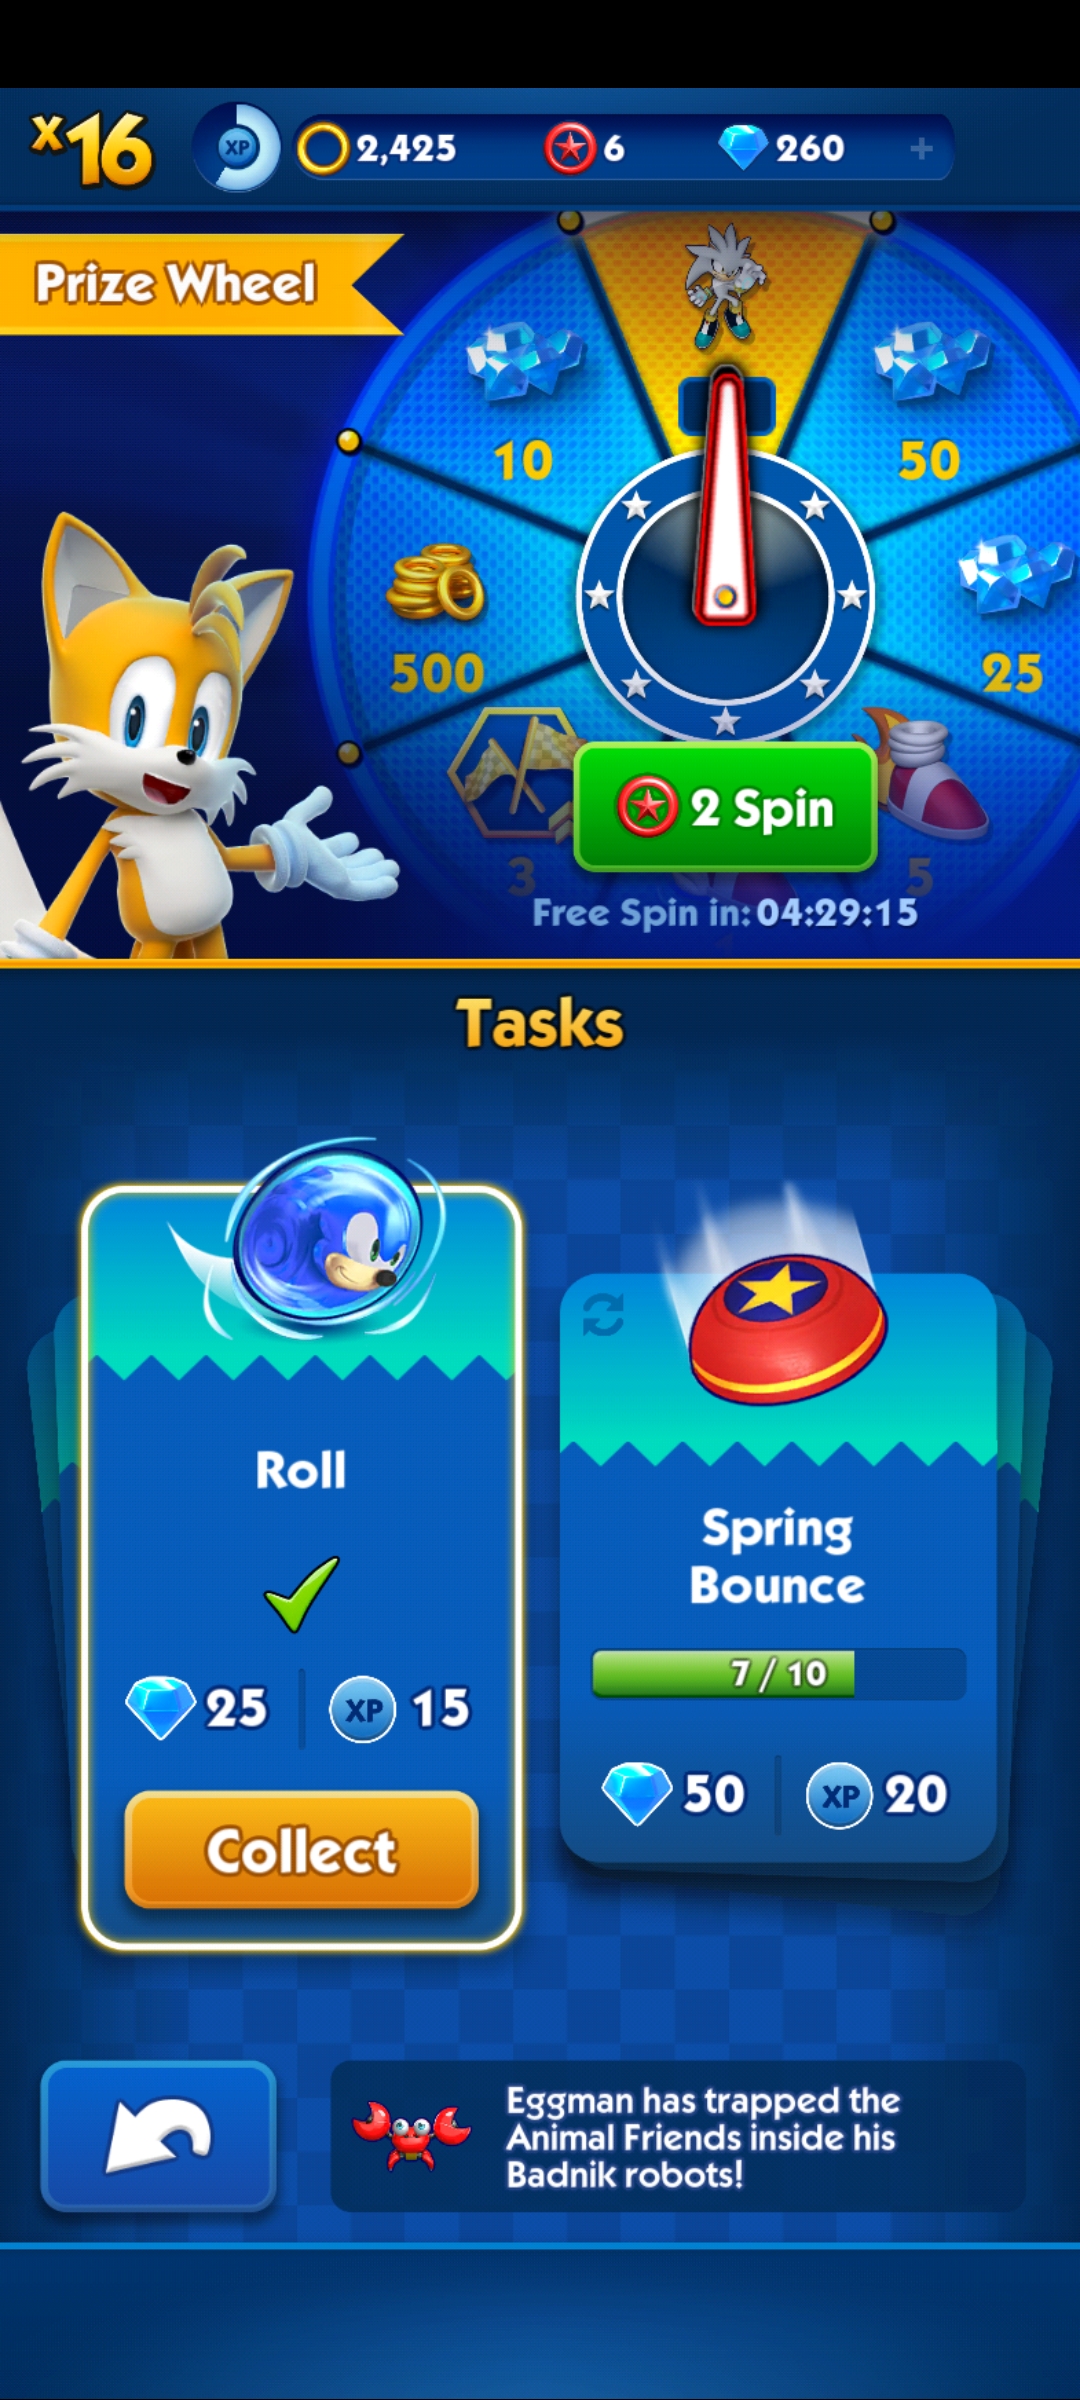 x16
XP
2,425
6
260
+
Prize Wheel
10
50
500
25
3
5
2 Spin
Free Spin in: 04:29:15
Tasks
Roll
25
XP
15
Collect
Spring
Bounce
7 / 10
50
XP
20
Eggman has trapped the
Animal Friends inside his
Badnik robots!